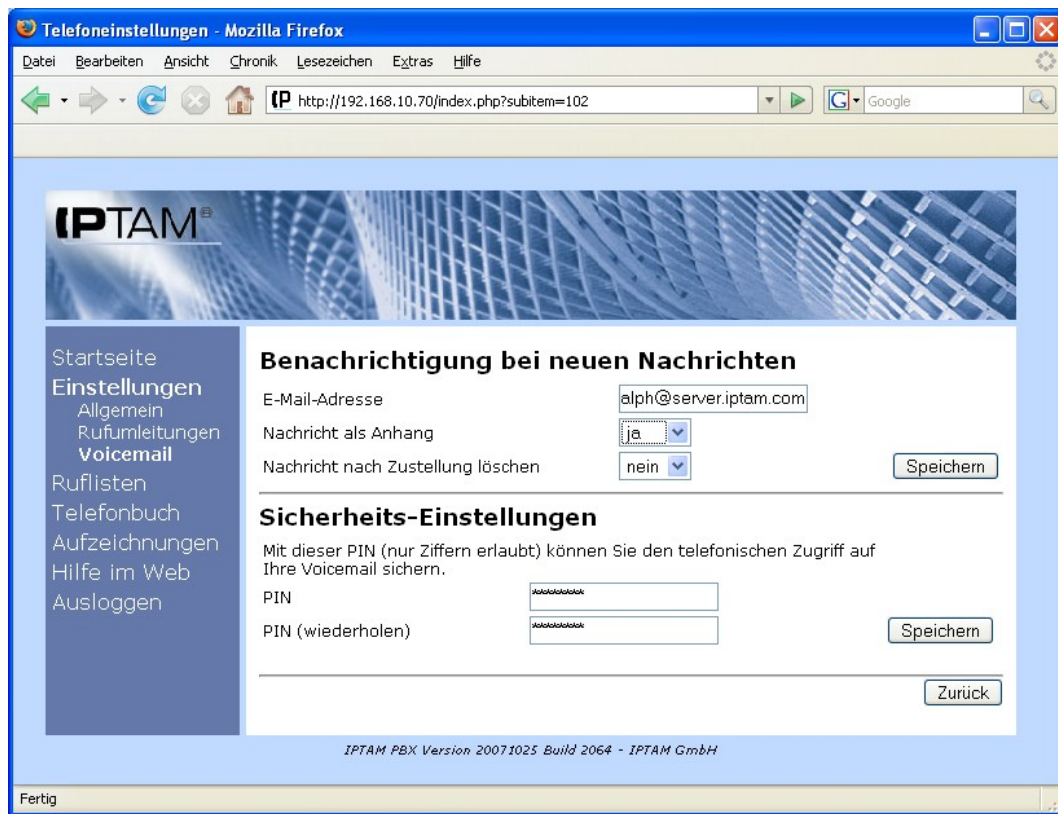 Telefoneinstellungen - Mozilla Firefox
Datei Bearbeiten Ansicht Chronik Lesezeichen Extras Hilfe
http://192.168.10.70/index.php?subitem=102
G Google
IPTAM®
Startseite
Einstellungen
Allgemein
Rufumleitungen
Voicemail
Ruflisten
Telefonbuch
Aufzeichnungen
Hilfe im Web
Ausloggen
Benachrichtigung bei neuen Nachrichten
E-Mail-Adresse alph@server.iptam.com
Nachricht als Anhang ja
Nachricht nach Zustellung löschen nein Speichern
Sicherheits-Einstellungen
Mit dieser PIN (nur Ziffern erlaubt) können Sie den telefonischen Zugriff auf
Ihre Voicemail sichern.
PIN *********
PIN (wiederholen) ********* Speichern
Zurück
IPTAM PBX Version 20071025 Build 2064 - IPTAM GmbH
Fertig